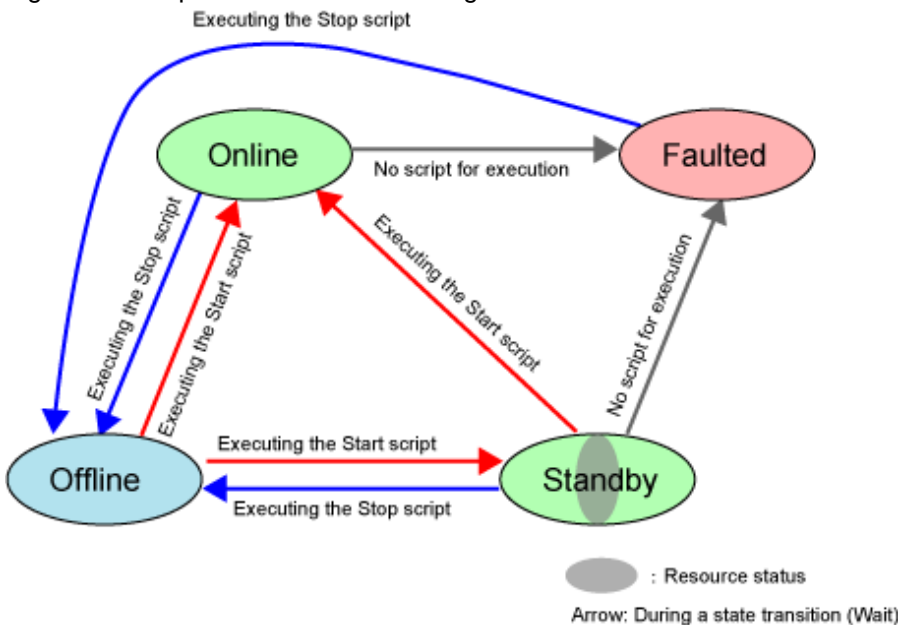 Executing the Stop script
Online
Faulted
No script for execution
Executing the Stop script
Executing the Start script
Executing the Start script
No script for execution
Offline
Executing the Start script
Standby
Executing the Stop script
: Resource status
Arrow: During a state transition (Wait)